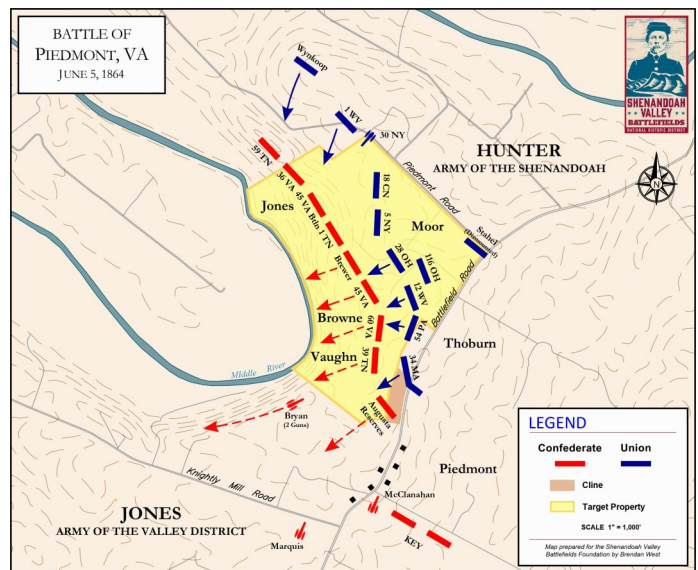 BATTLE OF
PIEDMONT, VA
JUNE 5, 1864
SHENANDOAH
VALLEY
BATTLEFIELDS
NATIONAL HISTORIC DISTRICT
Wynkoop
1 WV
30 NY
HUNTER
ARMY OF THE SHENANDOAH
N
59 TN
36 VA
45 VA Btln
1 TN
Brewer
45 VA
60 VA
39 TN
Jones
18 CN
5 NY
Moor
Piedmont Road
Stahel
(Dismounted)
28 OH
116 OH
12 WV
54 PA
Battlefield Road
Browne
Vaughn
Thoburn
34 MA
Middle River
Augusta
Reserves
Bryan
(2 Guns)
Knightly Mill Road
Piedmont
McClanahan
JONES
ARMY OF THE VALLEY DISTRICT
Marquis
KEY
LEGEND
Confederate Union
Cline
Target Property
SCALE 1" = 1,000'
Map prepared for the Shenandoah Valley
Battlefields Foundation by Brendan West